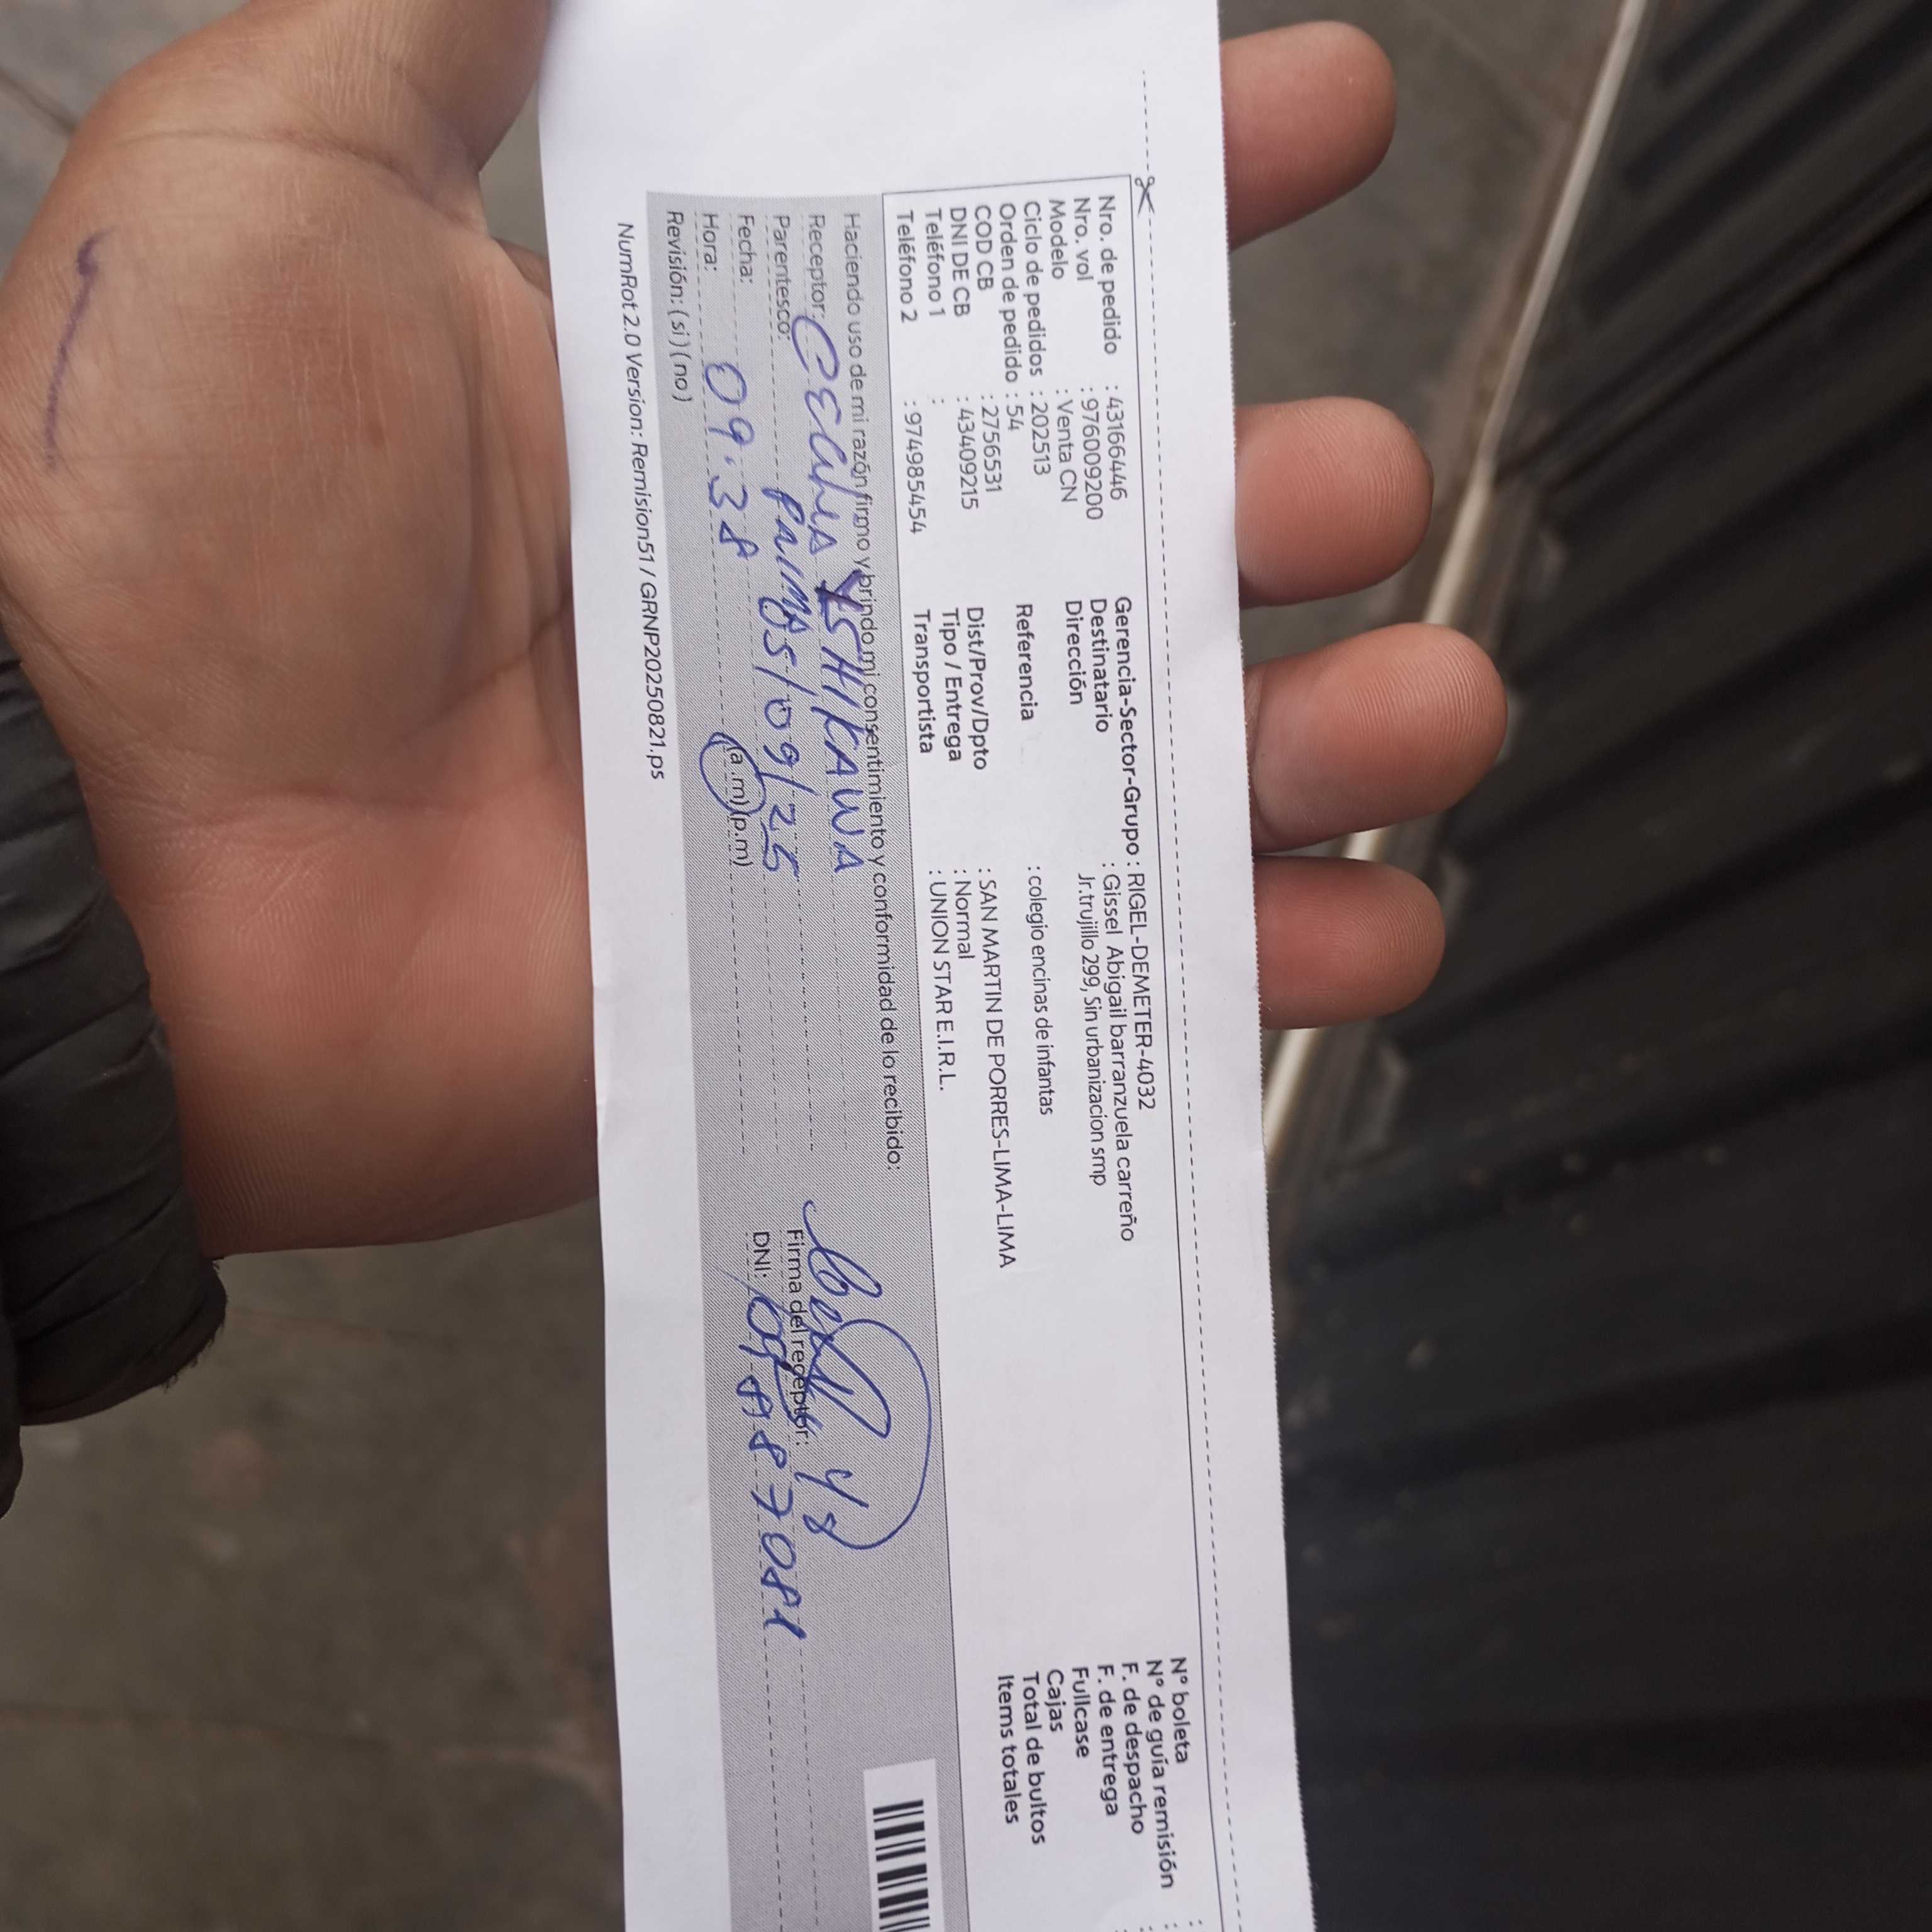 Nro. de pedido : 43166446
Nro. vol : 976009200
Modelo : Venta CN
Ciclo de pedidos : 202513
Orden de pedido : 54
COD CB : 2756531
DNI DE CB : 43409215
Teléfono 1 :
Teléfono 2 : 974985454
Gerencia-Sector-Grupo : RIGEL-DEMETER-4032
Destinatario : Gissel Abigail barranzuela carreño
Dirección Jr.trujillo 299, Sin urbanizacion smp
Referencia : colegio encinas de infantas
Dist/Prov/Dpto : SAN MARTIN DE PORRES-LIMA-LIMA
Tipo / Entrega : Normal
Transportista : UNION STAR E.I.R.L.
N° boleta
N° de guía remisión :
F. de despacho :
F. de entrega
Fullcase
Cajas
Total de bultos
Items totales
Haciendo uso de mi razón firmo y brindo mi consentimiento y conformidad de lo recibido:
Receptor: YSHIKAWA
Parentesco:
Fecha: 05/09/25
Hora: 09:38 (a.m) (p.m)
Revisión: (si) (no)
Firma del receptor:
DNI:
NumRot 2.0 Version: Remision51 / GRNP20250821.ps